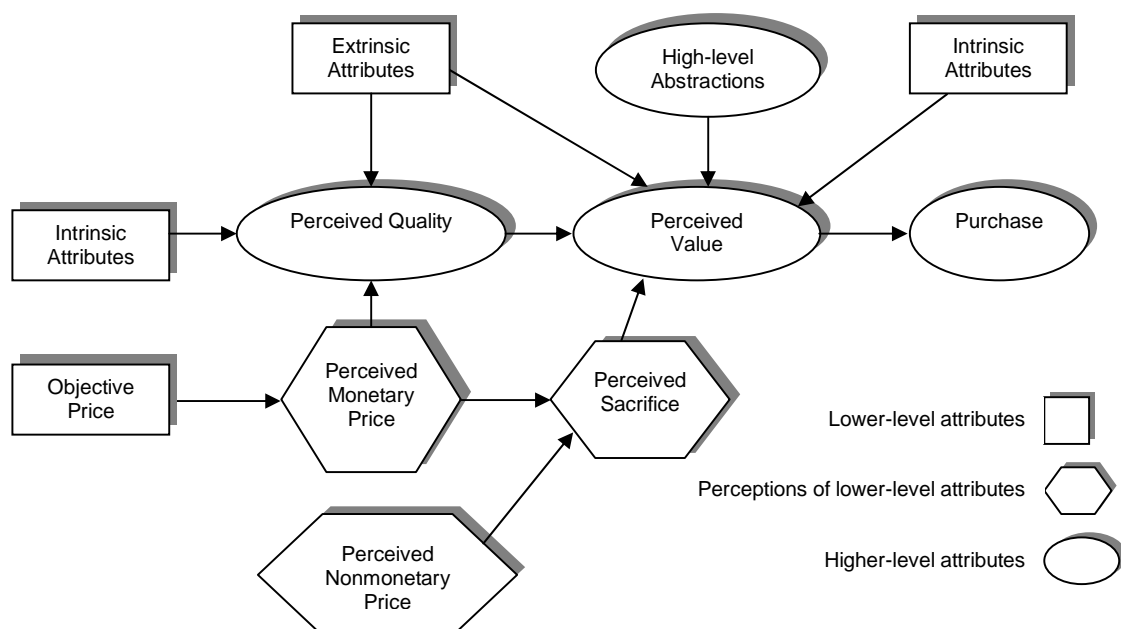 Extrinsic
Attributes
High-level
Abstractions
Intrinsic
Attributes
Intrinsic
Attributes
Perceived Quality
Perceived
Value
Purchase
Objective
Price
Perceived
Monetary
Price
Perceived
Sacrifice
Perceived
Nonmonetary
Price
Lower-level attributes
Perceptions of lower-level attributes
Higher-level attributes